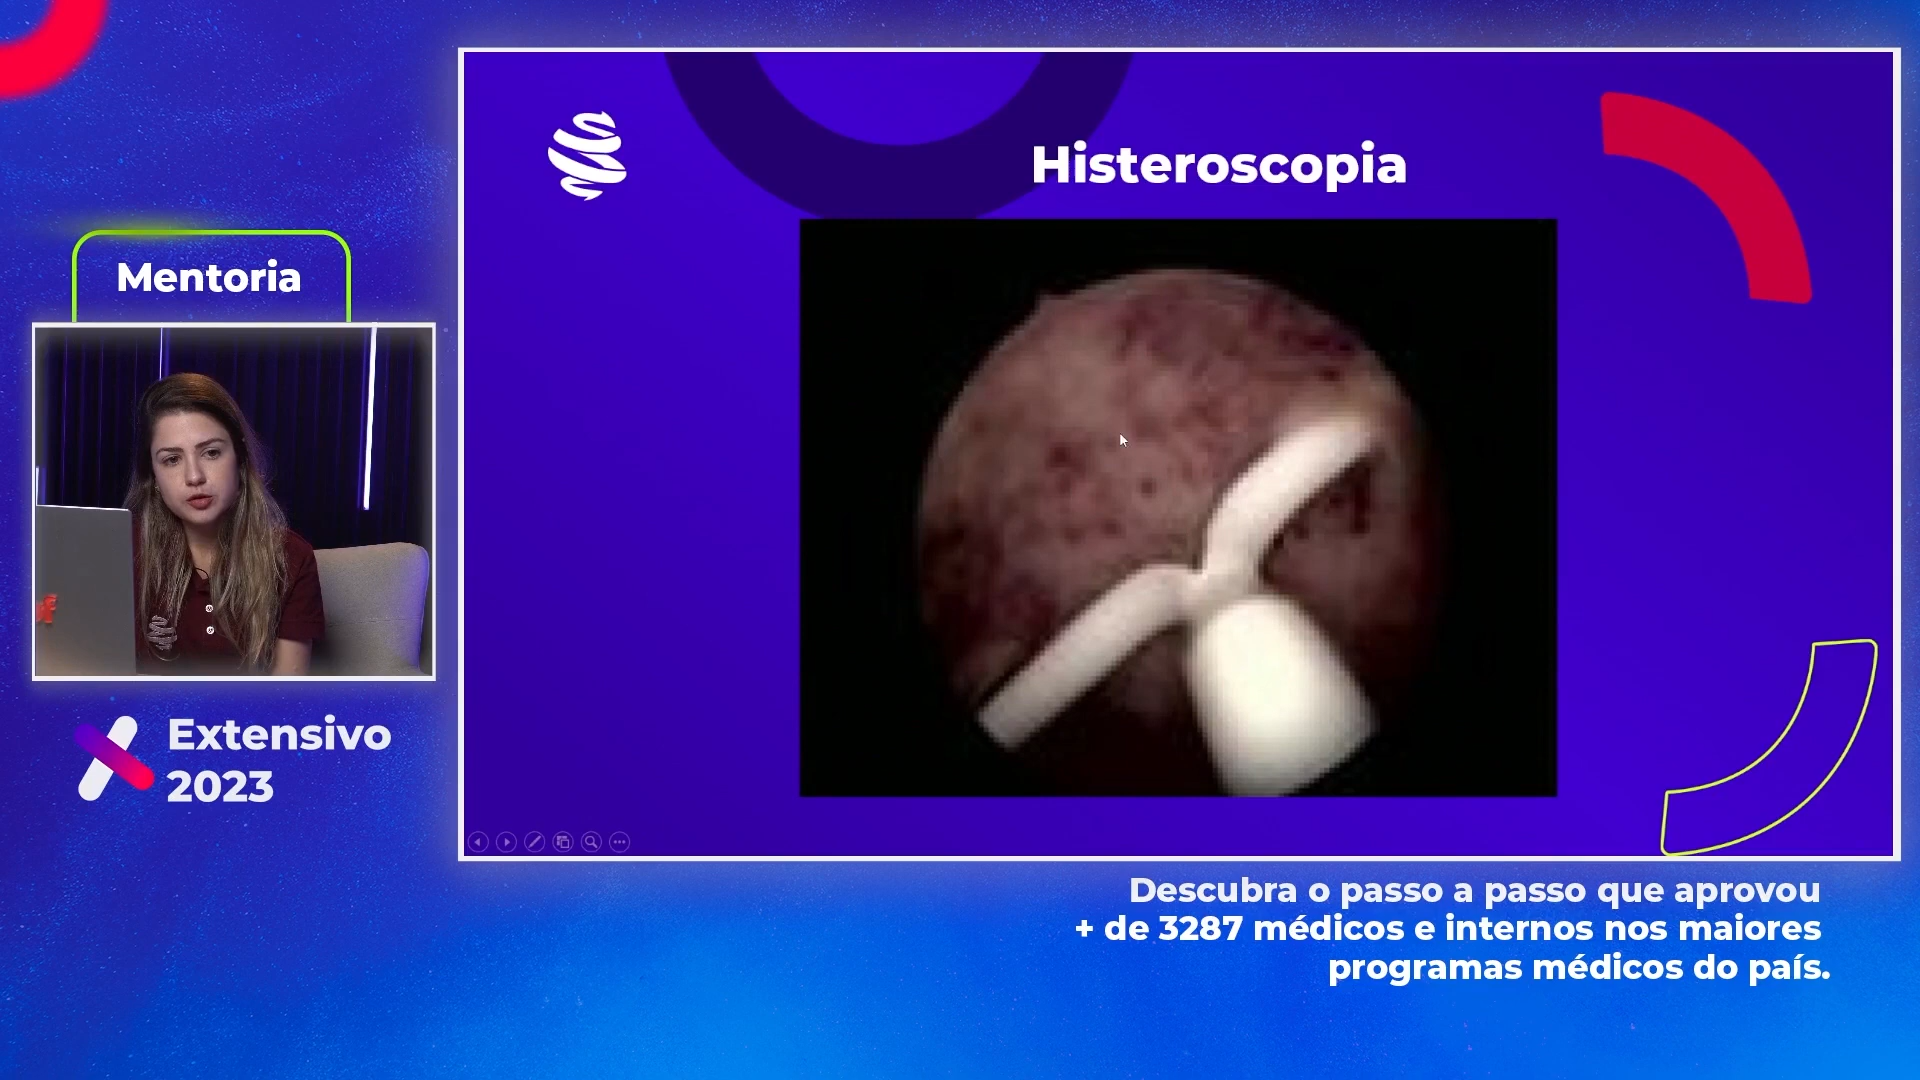 Histeroscopia
Mentoria
Extensivo
2023
Descubra o passo a passo que aprovou
+ de 3287 médicos e internos nos maiores
programas médicos do país.